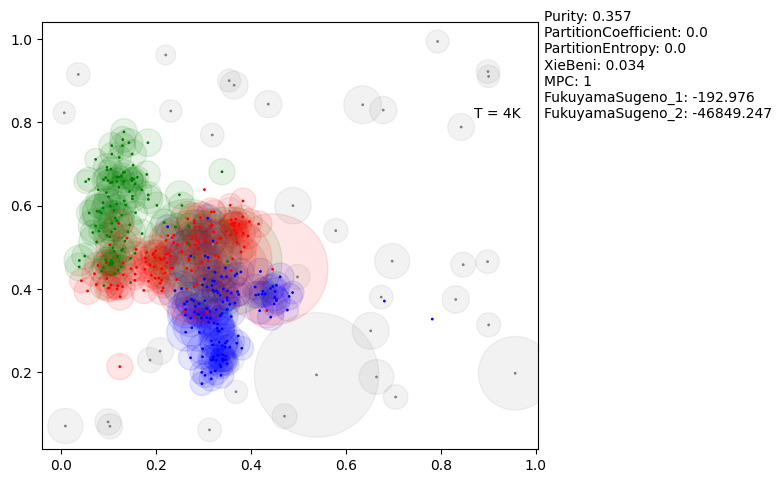 Purity: 0.357
PartitionCoefficient: 0.0
PartitionEntropy: 0.0
XieBeni: 0.034
MPC: 1
FukuyamaSugeno_1: -192.976
FukuyamaSugeno_2: -46849.247
T = 4K
1.0
0.8
0.6
0.4
0.2
0.0 0.2 0.4 0.6 0.8 1.0